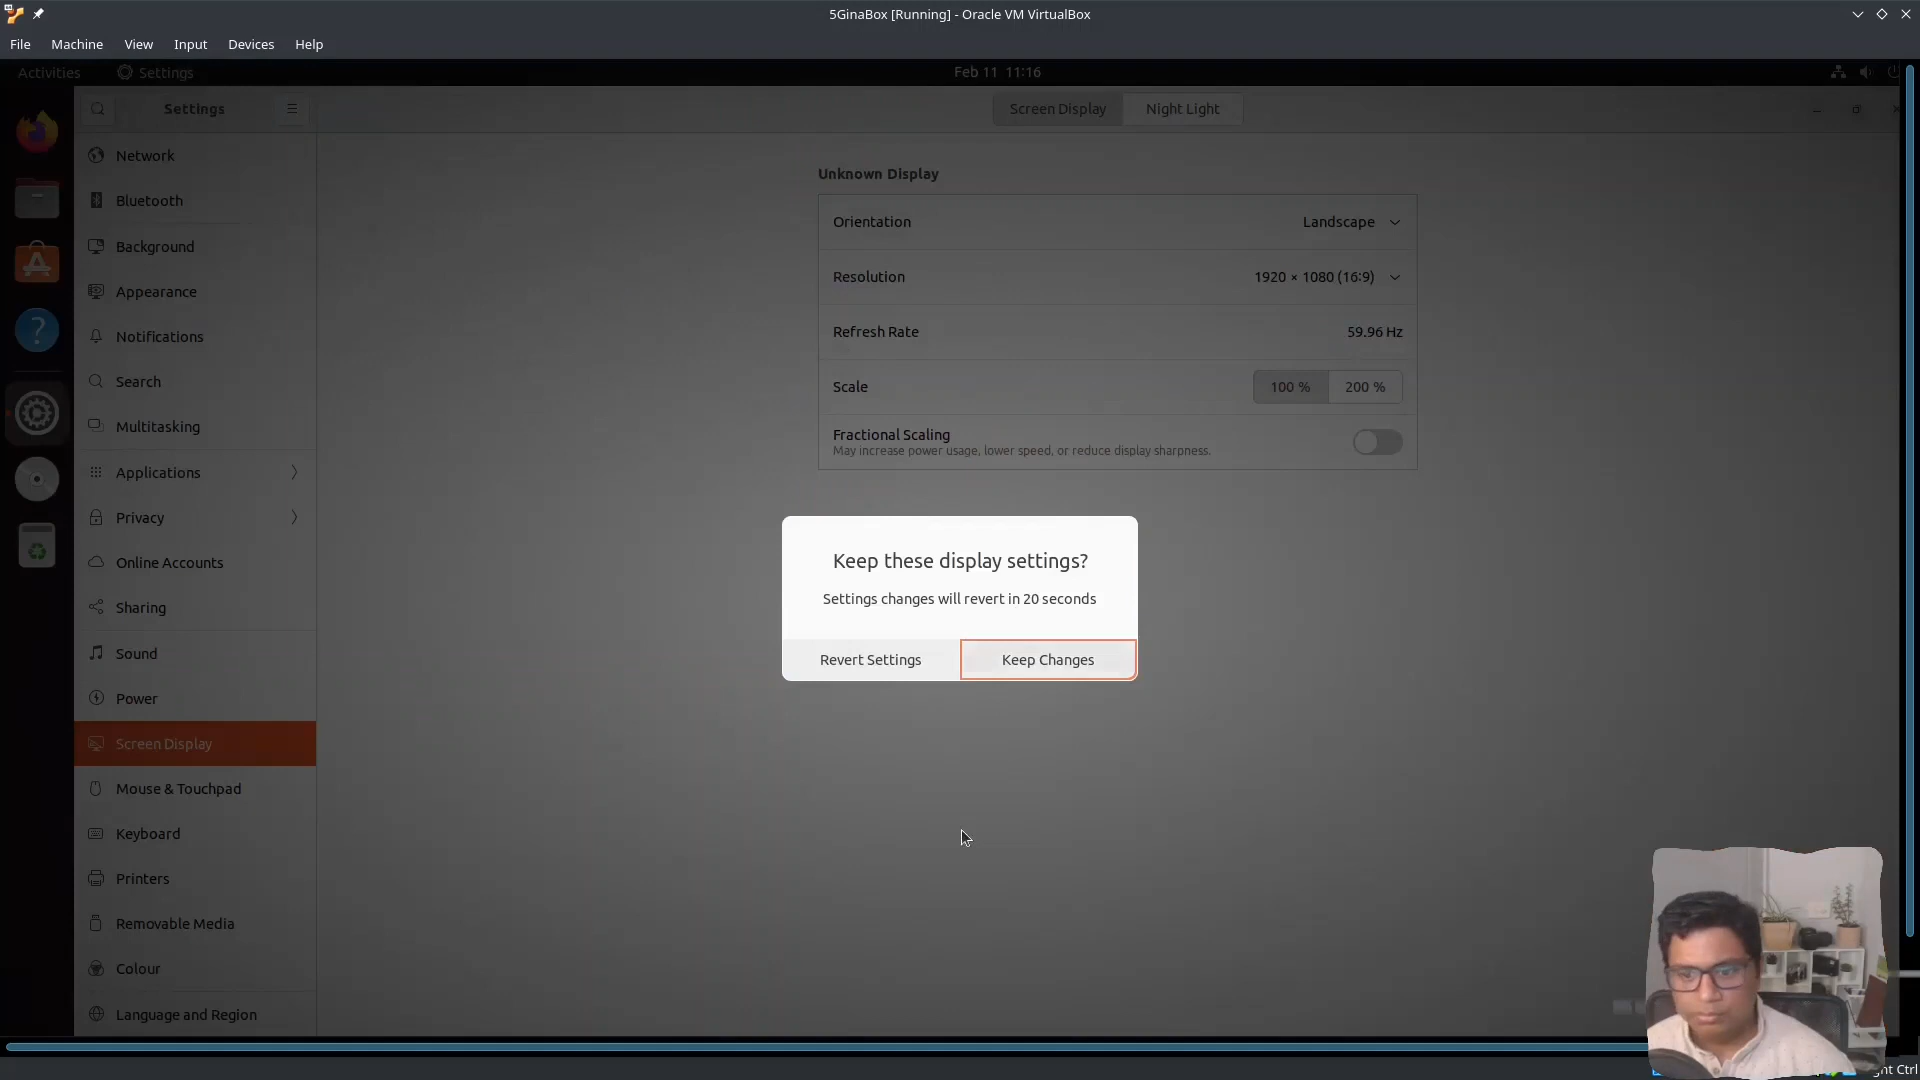 5GinaBox [Running] - Oracle VM VirtualBox
File Machine View Input Devices Help
Activities Settings Feb 11 11:16
Settings Screen Display Night Light
Network
Bluetooth
Background
Appearance
Notifications
Search
Multitasking
Applications
Privacy
Online Accounts
Sharing
Sound
Power
Screen Display
Mouse & Touchpad
Keyboard
Printers
Removable Media
Colour
Language and Region
Unknown Display
Orientation Landscape
Resolution 1920 × 1080 (16:9)
Refresh Rate 59.96 Hz
Scale 100 % 200 %
Fractional Scaling
May increase power usage, lower speed, or reduce display sharpness.
Keep these display settings?
Settings changes will revert in 20 seconds
Revert Settings Keep Changes
Ctrl